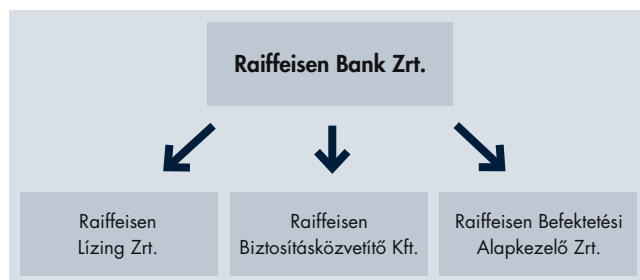 Raiffeisen Bank Zrt.
Raiffeisen
Lízing Zrt.
Raiffeisen
Biztosításközvetítő Kft.
Raiffeisen Befektetési
Alapkezelő Zrt.